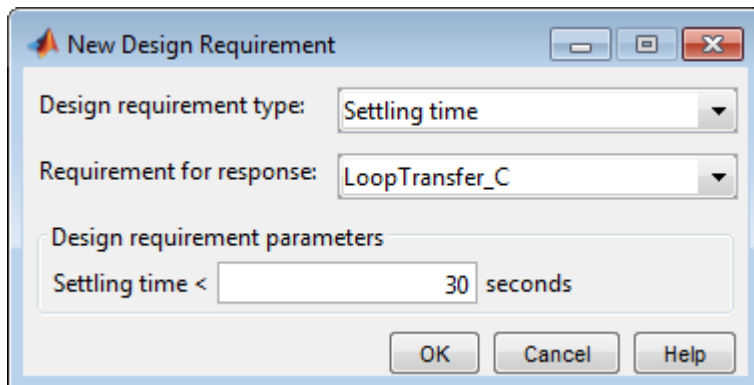 New Design Requirement
Design requirement type: Settling time
Requirement for response: LoopTransfer_C
Design requirement parameters
Settling time < 30 seconds
OK Cancel Help